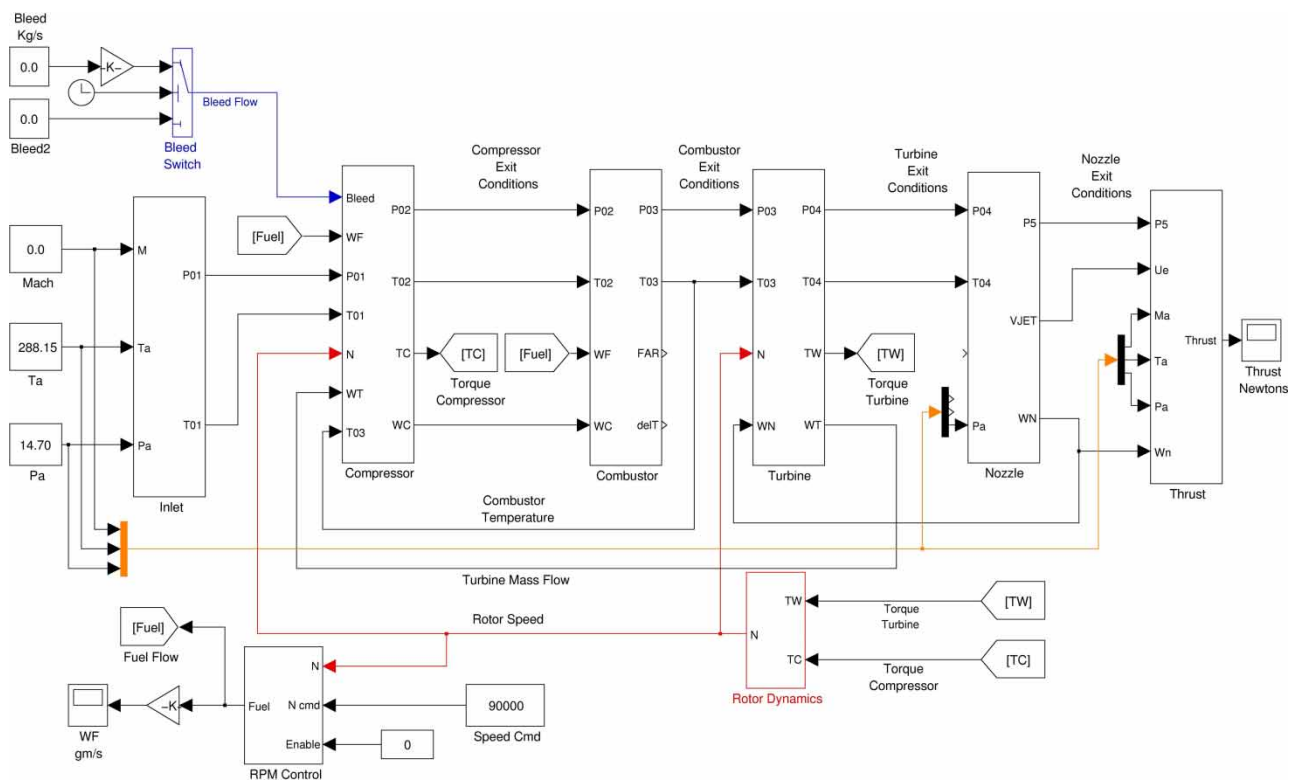 Bleed
Kg/s
0.0
-K-
0.0
Bleed2
Bleed Flow
Bleed
Switch
0.0
Mach
288.15
Ta
14.70
Pa
M
P01
Ta
T01
Pa
Inlet
Bleed
P02
[Fuel]
WF
P01
T02
T01
N
TC
WT
T03
WC
Compressor
Compressor
Exit
Conditions
[TC]
Torque
Compressor
[Fuel]
P02
P03
T02
T03
WF
FAR
WC
delT
Combustor
Combustor
Exit
Conditions
P03
P04
T03
T04
N
TW
WN
WT
Turbine
[TW]
Torque
Turbine
Turbine
Exit
Conditions
P04
P5
T04
VJET
WN
Pa
Nozzle
Nozzle
Exit
Conditions
P5
Ue
Ma
Thrust
Ta
Pa
Wn
Thrust
Thrust
Newtons
Combustor
Temperature
Turbine Mass Flow
Rotor Speed
TW
N
TC
Rotor Dynamics
Torque
Turbine
[TW]
Torque
Compressor
[TC]
[Fuel]
Fuel Flow
WF
gm/s
-K
N
Fuel
N cmd
Enable
RPM Control
90000
Speed Cmd
0